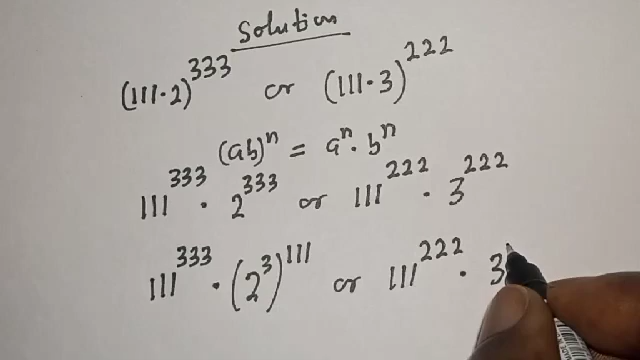 Solution
(111·2)^333 or (111·3)^222
(ab)^n = a^n · b^n
111^333 · 2^333 or 111^222 · 3^222
111^333 · (2^3)^111 or 111^222 · 3